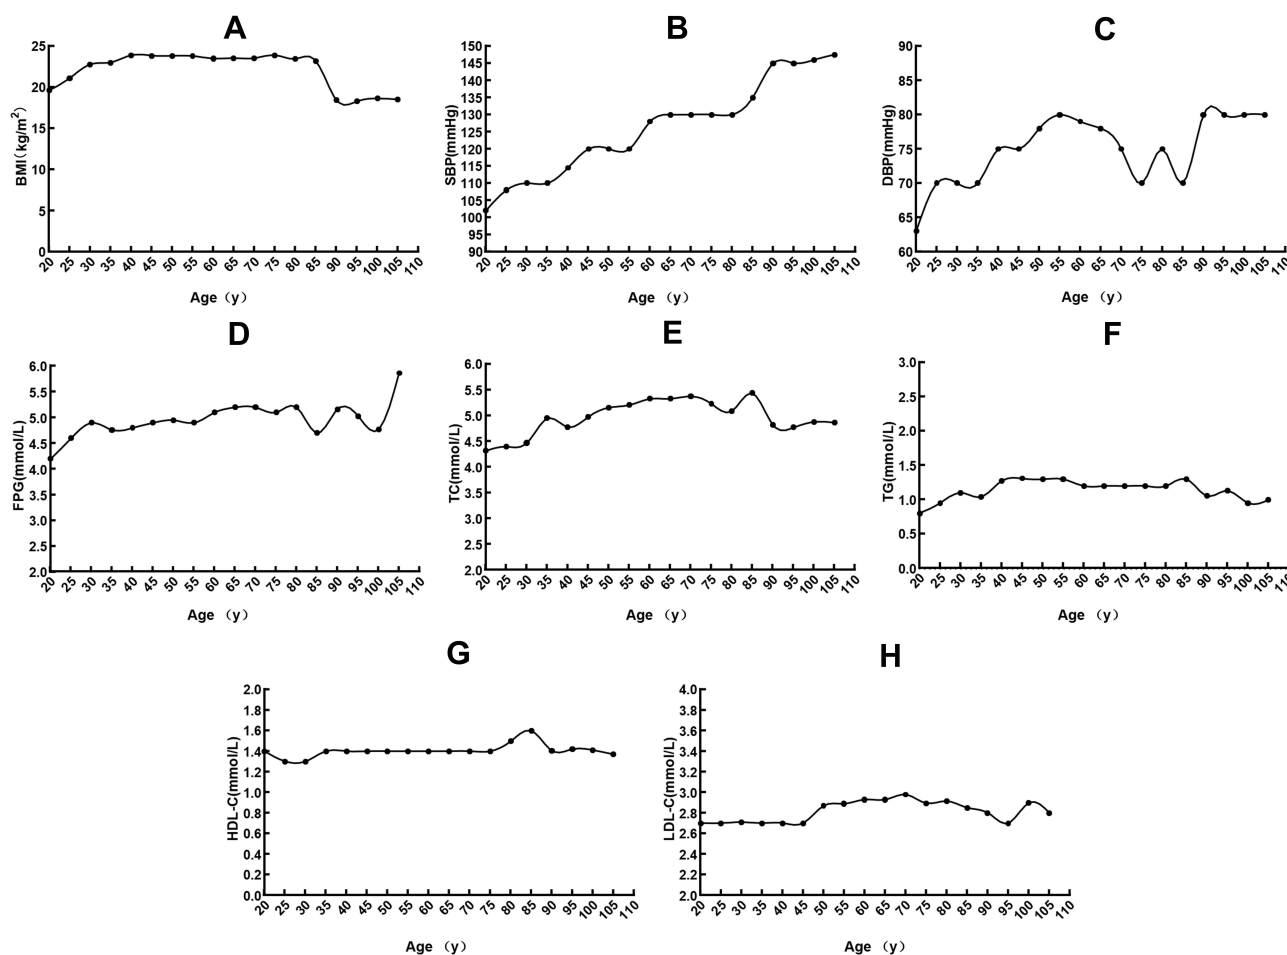 A
BMI（kg/m²）
25
20
15
10
5
0
20 25 30 35 40 45 50 55 60 65 70 75 80 85 90 95 100 105 110
Age （y）
B
SBP(mmHg)
150
145
140
135
130
125
120
115
110
105
100
95
90
20 25 30 35 40 45 50 55 60 65 70 75 80 85 90 95 100 105 110
Age （y）
C
DBP(mmHg)
90
85
80
75
70
65
60
20 25 30 35 40 45 50 55 60 65 70 75 80 85 90 95 100 105 110
Age （y）
D
FPG(mmol/L)
6.0
5.5
5.0
4.5
4.0
3.5
3.0
2.5
2.0
20 25 30 35 40 45 50 55 60 65 70 75 80 85 90 95 100 105 110
Age （y）
E
TC(mmol/L)
6.0
5.5
5.0
4.5
4.0
3.5
3.0
2.5
2.0
20 25 30 35 40 45 50 55 60 65 70 75 80 85 90 95 100 105 110
Age （y）
F
TG(mmol/L)
3.0
2.5
2.0
1.5
1.0
0.5
0.0
20 25 30 35 40 45 50 55 60 65 70 75 80 85 90 95 100 105 110
Age （y）
G
HDL-C(mmol/L)
2.0
1.8
1.6
1.4
1.2
1.0
0.8
0.6
0.4
0.2
0.0
20 25 30 35 40 45 50 55 60 65 70 75 80 85 90 95 100 105 110
Age （y）
H
LDL-C(mmol/L)
4.0
3.8
3.6
3.4
3.2
3.0
2.8
2.6
2.4
2.2
2.0
20 25 30 35 40 45 50 55 60 65 70 75 80 85 90 95 100 105 110
Age （y）